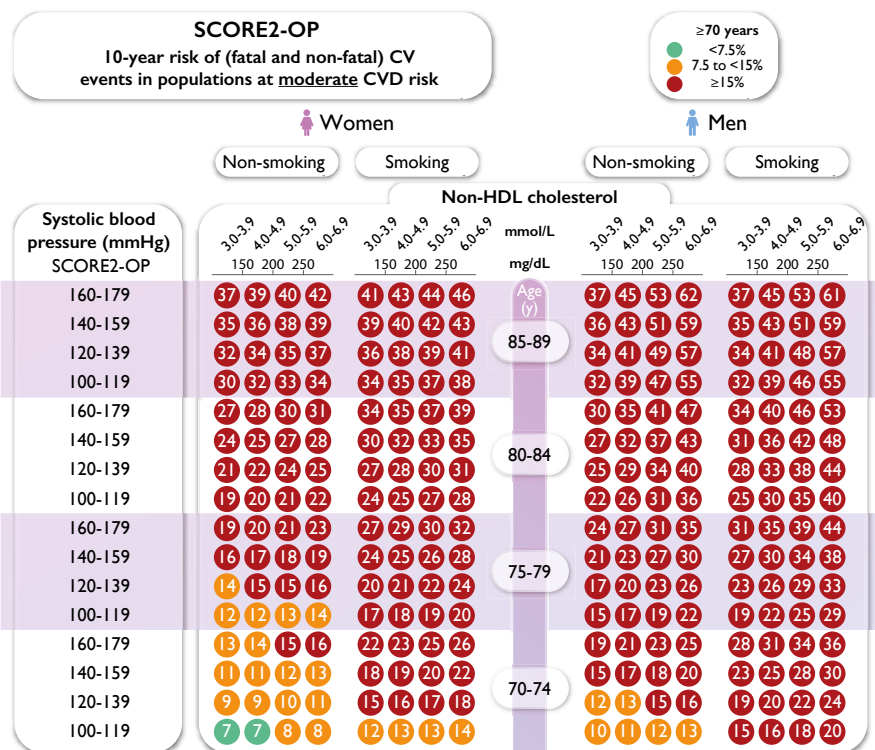 SCORE2-OP
10-year risk of (fatal and non-fatal) CV
events in populations at moderate CVD risk
≥70 years
<7.5%
7.5 to <15%
≥15%
Women Men
Non-smoking Smoking Non-smoking Smoking
Non-HDL cholesterol
Systolic blood
pressure (mmHg)
SCORE2-OP
3.0-3.9 4.0-4.9 5.0-5.9 6.0-6.9 3.0-3.9 4.0-4.9 5.0-5.9 6.0-6.9 mmol/L 3.0-3.9 4.0-4.9 5.0-5.9 6.0-6.9 3.0-3.9 4.0-4.9 5.0-5.9 6.0-6.9
150 200 250 150 200 250 mg/dL 150 200 250 150 200 250
Age
(y)
160-179 37 39 40 42 41 43 44 46 37 45 53 62 37 45 53 61
140-159 35 36 38 39 39 40 42 43 36 43 51 59 35 43 51 59
85-89
120-139 32 34 35 37 36 38 39 41 34 41 49 57 34 41 48 57
100-119 30 32 33 34 34 35 37 38 32 39 47 55 32 39 46 55
160-179 27 28 30 31 34 35 37 39 30 35 41 47 34 40 46 53
140-159 24 25 27 28 30 32 33 35 27 32 37 43 31 36 42 48
80-84
120-139 21 22 24 25 27 28 30 31 25 29 34 40 28 33 38 44
100-119 19 20 21 22 24 25 27 28 22 26 31 36 25 30 35 40
160-179 19 20 21 23 27 29 30 32 24 27 31 35 31 35 39 44
140-159 16 17 18 19 24 25 26 28 21 23 27 30 27 30 34 38
75-79
120-139 14 15 15 16 20 21 22 24 17 20 23 26 23 26 29 33
100-119 12 12 13 14 17 18 19 20 15 17 19 22 19 22 25 29
160-179 13 14 15 16 22 23 25 26 19 21 23 25 28 31 34 36
140-159 11 11 12 13 18 19 20 22 15 17 18 20 23 25 28 30
70-74
120-139 9 9 10 11 15 16 17 18 12 13 15 16 19 20 22 24
100-119 7 7 8 8 12 13 13 14 10 11 12 13 15 16 18 20